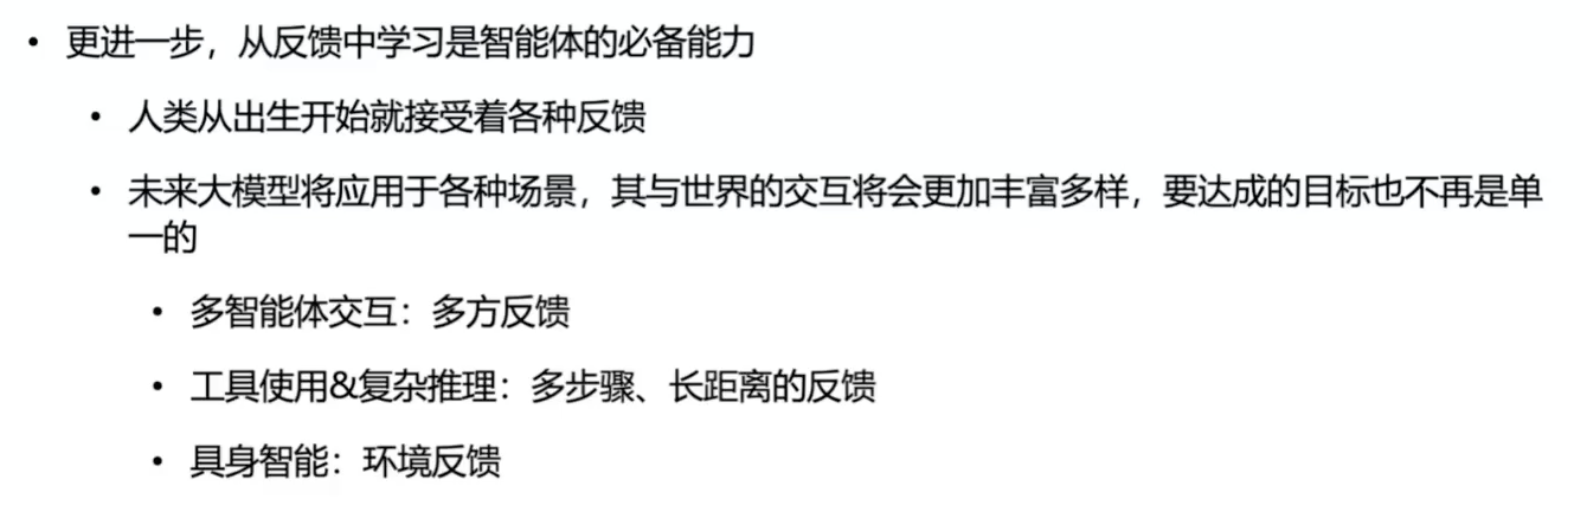 • 更进一步，从反馈中学习是智能体的必备能力
• 人类从出生开始就接受着各种反馈
• 未来大模型将应用于各种场景，其与世界的交互将会更加丰富多样，要达成的目标也不再是单
一的
• 多智能体交互：多方反馈
• 工具使用&复杂推理：多步骤、长距离的反馈
• 具身智能：环境反馈